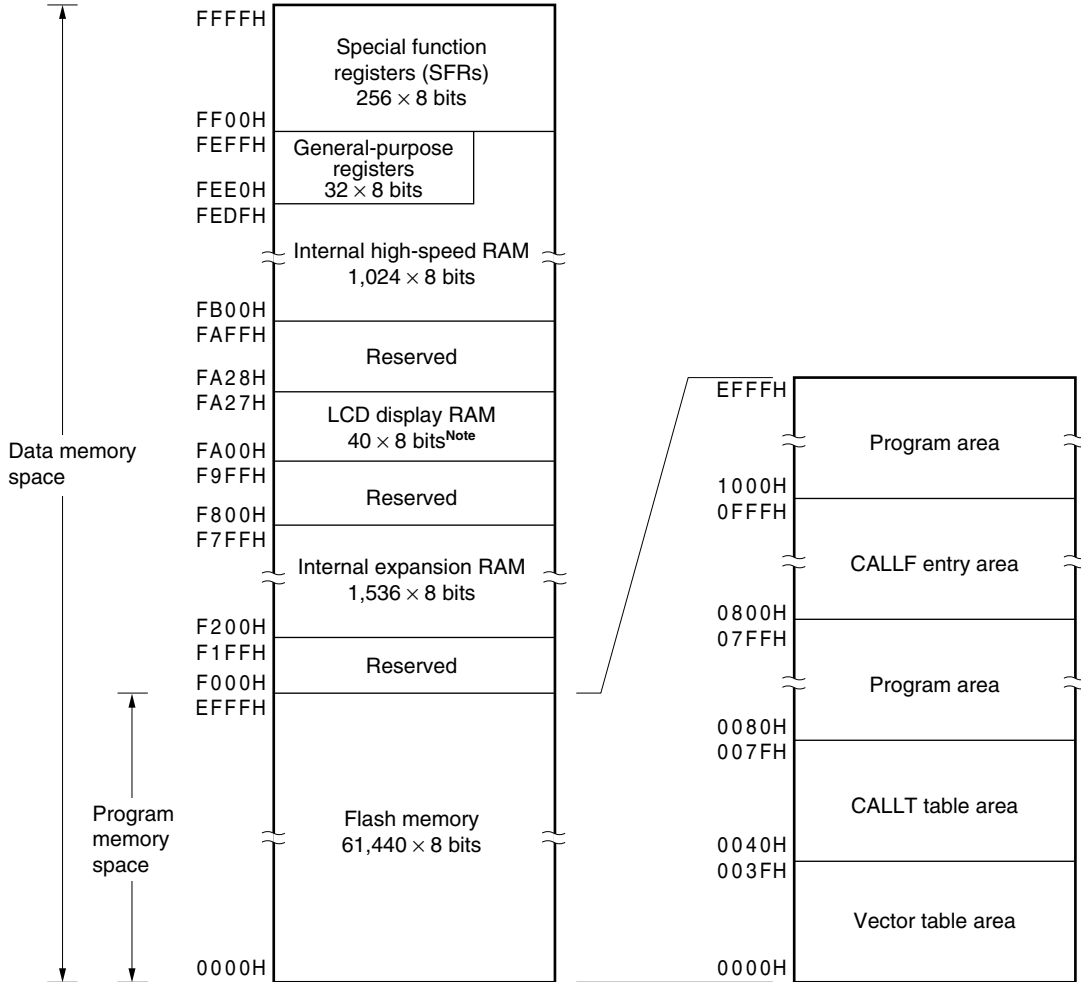 FFFFH
Special function
registers (SFRs)
256 × 8 bits
FF00H
FEFFH
General-purpose
registers
32 × 8 bits
FEE0H
FEDFH
Internal high-speed RAM
1,024 × 8 bits
FB00H
FAFFH
Reserved
FA28H
FA27H
LCD display RAM
40 × 8 bitsNote
FA00H
F9FFH
Reserved
F800H
F7FFH
Internal expansion RAM
1,536 × 8 bits
F200H
F1FFH
Reserved
F000H
EFFFH
Flash memory
61,440 × 8 bits
0000H
Data memory
space
Program
memory
space
EFFFH
Program area
1000H
0FFFH
CALLF entry area
0800H
07FFH
Program area
0080H
007FH
CALLT table area
0040H
003FH
Vector table area
0000H